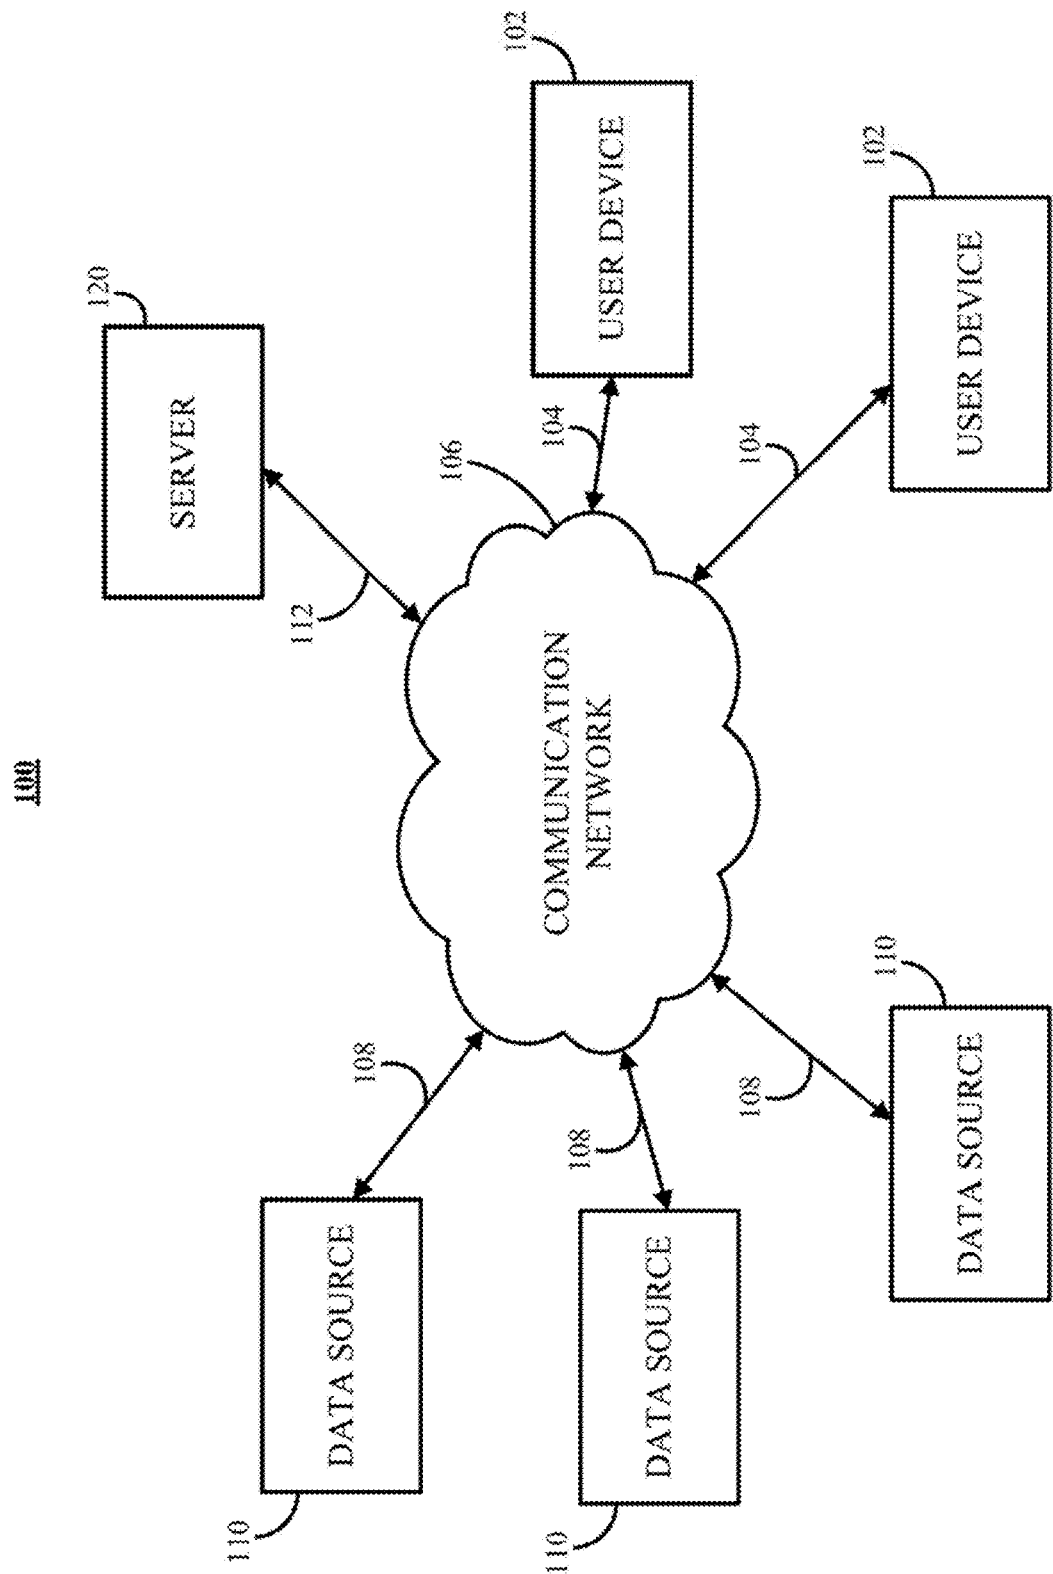 100
SERVER
120
112
106
104
USER DEVICE
102
104
USER DEVICE
102
COMMUNICATION
NETWORK
108
DATA SOURCE
110
108
DATA SOURCE
110
108
DATA SOURCE
110